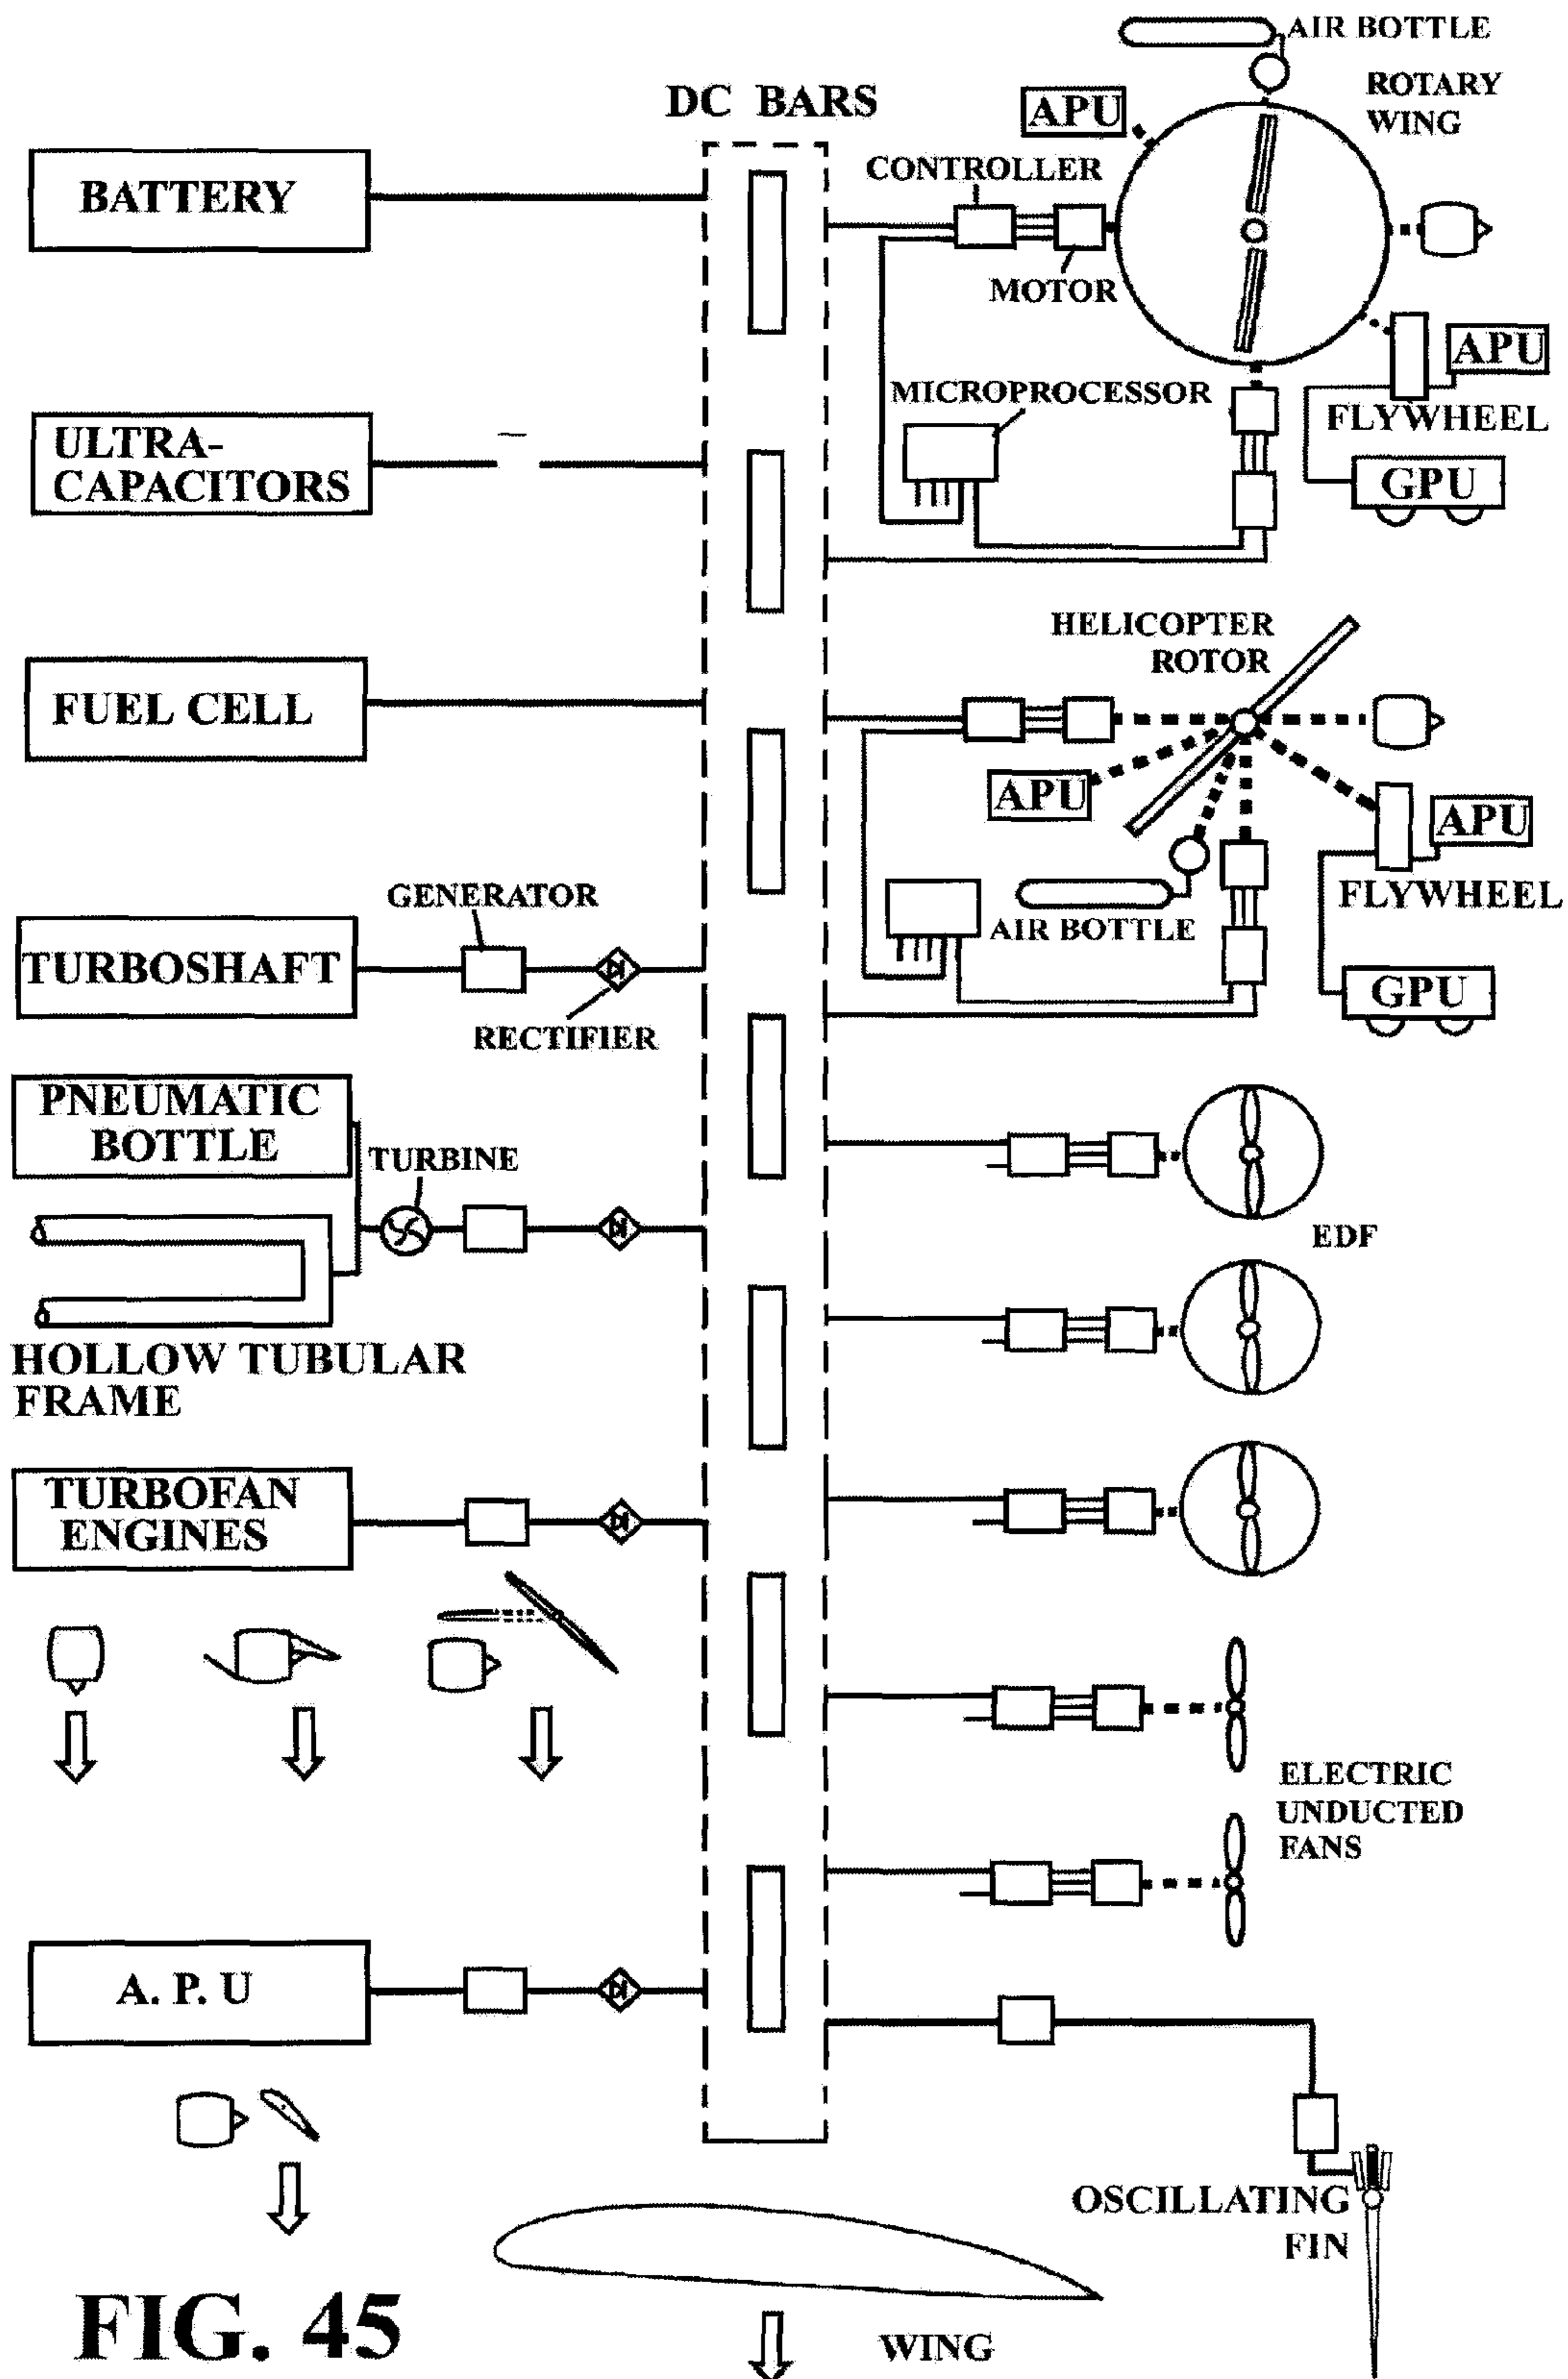 AIR BOTTLE
ROTARY
WING
DC BARS
APU
CONTROLLER
BATTERY
MOTOR
APU
FLYWHEEL
MICROPROCESSOR
GPU
ULTRA-
CAPACITORS
HELICOPTER
ROTOR
FUEL CELL
APU
APU
FLYWHEEL
AIR BOTTLE
GPU
GENERATOR
TURBOSHAFT
RECTIFIER
PNEUMATIC
BOTTLE
TURBINE
EDF
HOLLOW TUBULAR
FRAME
TURBOFAN
ENGINES
ELECTRIC
UNDUCTED
FANS
A. P. U
OSCILLATING
FIN
WING
FIG. 45